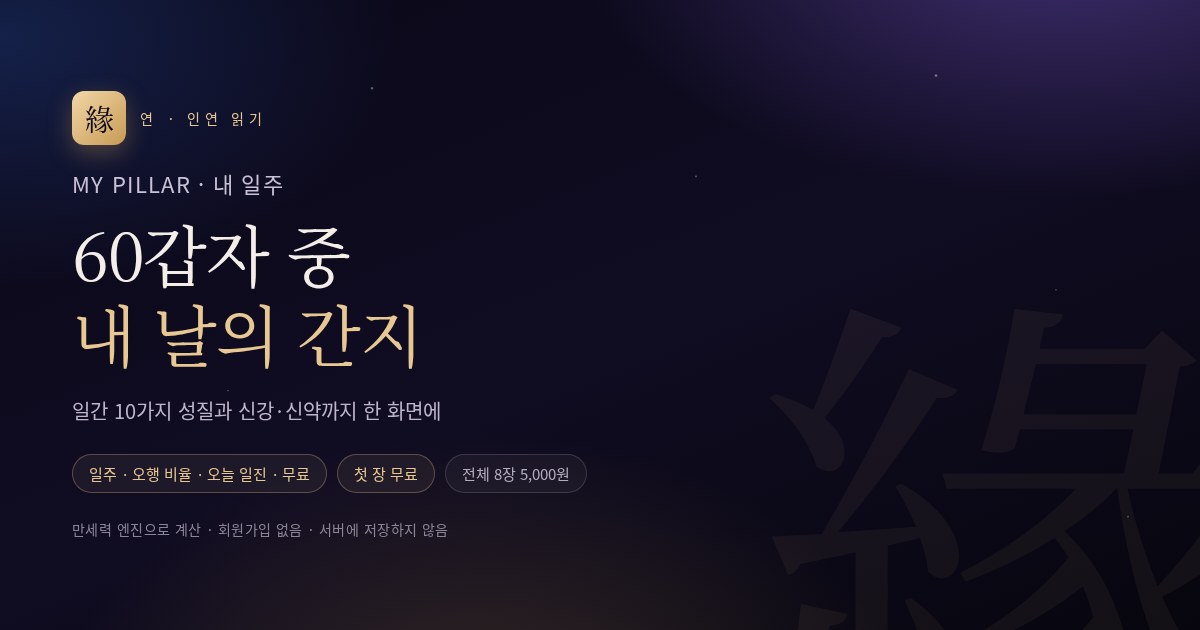 緣 연 · 인연 읽기
MY PILLAR · 내 일주
60갑자 중
내 날의 간지
일간 10가지 성질과 신강·신약까지 한 화면에
일주 · 오행 비율 · 오늘 일진 · 무료 첫 장 무료 전체 8장 5,000원
만세력 엔진으로 계산 · 회원가입 없음 · 서버에 저장하지 않음
緣